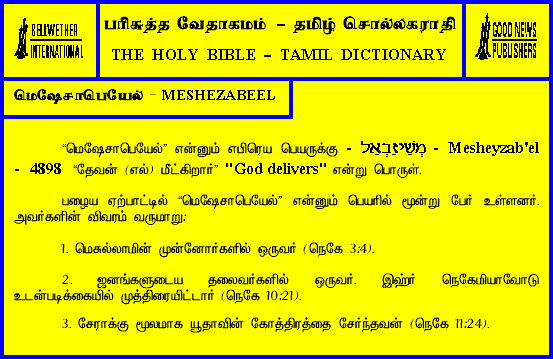 BELLWETHER
INTERNATIONAL
பரிசுத்த வேதாகமம் – தமிழ் சொல்லகராதி
THE HOLY BIBLE – TAMIL DICTIONARY
GOOD NEWS
PUBLISHERS
மெஷேசாபெயேல் – MESHEZABEEL
“மெஷேசாபெயேல்” என்னும் எபிரெய பெயருக்கு - מְשֵׁיזַבְאֵל - Mesheyzab'el
- 4898 “தேவன் (எல்) மீட்கிறார்” "God delivers" என்று பொருள்.
பழைய ஏற்பாட்டில் “மெஷேசாபெயேல்” என்னும் பெயரில் மூன்று பேர் உள்ளனர்.
அவர்களின் விவரம் வருமாறு:
1. மெசுல்லாமின் முன்னோர்களில் ஒருவர் (நெகே 3:4).
2. ஜனங்களுடைய தலைவர்களில் ஒருவர். இஹ்ர் நெகேமியாவோடு
உடன்படிக்கையில் முத்திரையிட்டார் (நெகே 10:21).
3. சேராக்கு மூலமாக யூதாவின் கோத்திரத்தை சேர்ந்தவன் (நெகே 11:24).